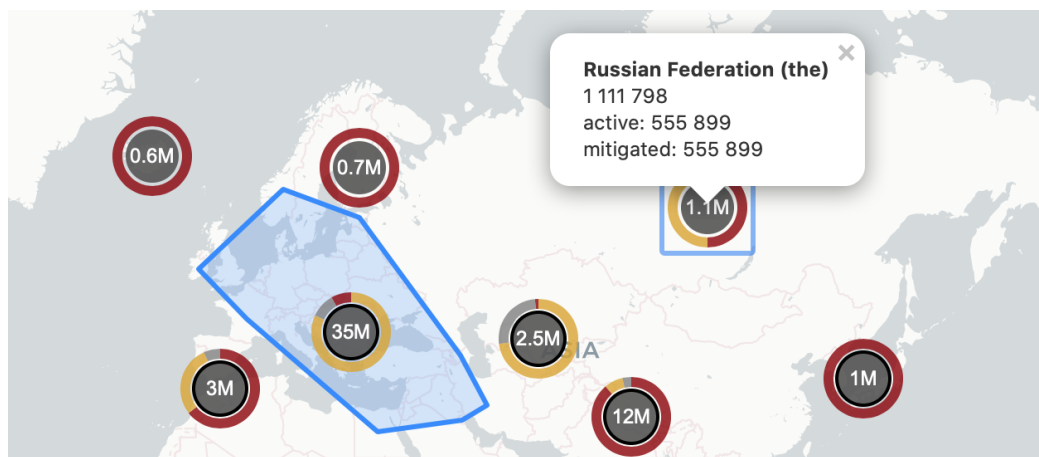 Russian Federation (the)
1 111 798
active: 555 899
mitigated: 555 899
×
0.6M
0.7M
1.1M
35M
2.5M
ASIA
3M
12M
1M